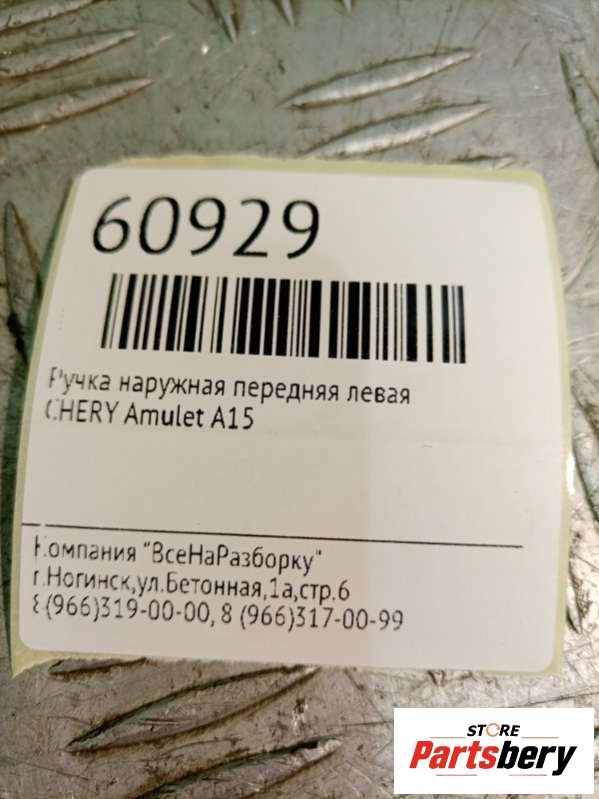 60929
Ручка наружная передняя левая
CHERY Amulet A15
Компания "ВсеНаРазборку"
г.Ногинск,ул.Бетонная,1а,стр.6
8(966)319-00-00, 8 (966)317-00-99
STORE
Partsbery